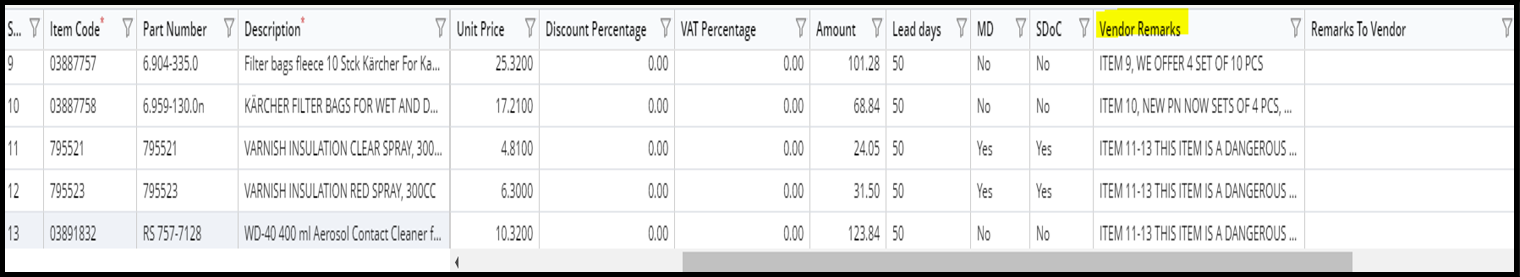 S... Item Code* Part Number Description* Unit Price Discount Percentage VAT Percentage Amount Lead days MD SDoC Vendor Remarks Remarks To Vendor
9 03887757 6.904-335.0 Filter bags fleece 10 Stck Kärcher For Ka... 25.3200 0.00 0.00 101.28 50 No No ITEM 9, WE OFFER 4 SET OF 10 PCS
10 03887758 6.959-130.0n KÄRCHER FILTER BAGS FOR WET AND D... 17.2100 0.00 0.00 68.84 50 No No ITEM 10, NEW PN NOW SETS OF 4 PCS, ...
11 795521 795521 VARNISH INSULATION CLEAR SPRAY, 300... 4.8100 0.00 0.00 24.05 50 Yes Yes ITEM 11-13 THIS ITEM IS A DANGEROUS ...
12 795523 795523 VARNISH INSULATION RED SPRAY, 300CC 6.3000 0.00 0.00 31.50 50 Yes Yes ITEM 11-13 THIS ITEM IS A DANGEROUS ...
13 03891832 RS 757-7128 WD-40 400 ml Aerosol Contact Cleaner f... 10.3200 0.00 0.00 123.84 50 No No ITEM 11-13 THIS ITEM IS A DANGEROUS ...